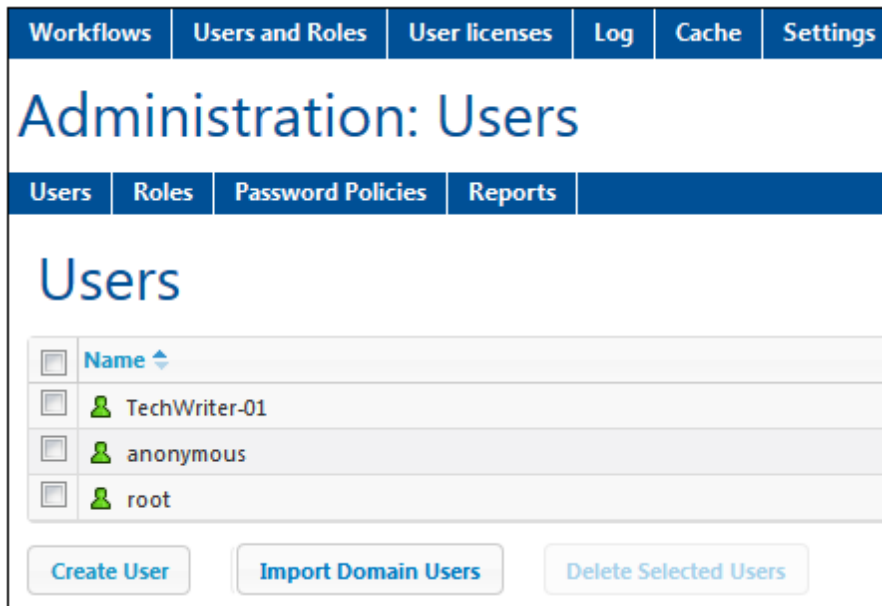 Workflows Users and Roles User licenses Log Cache Settings
Administration: Users
Users Roles Password Policies Reports
Users
Name
TechWriter-01
anonymous
root
Create User Import Domain Users Delete Selected Users